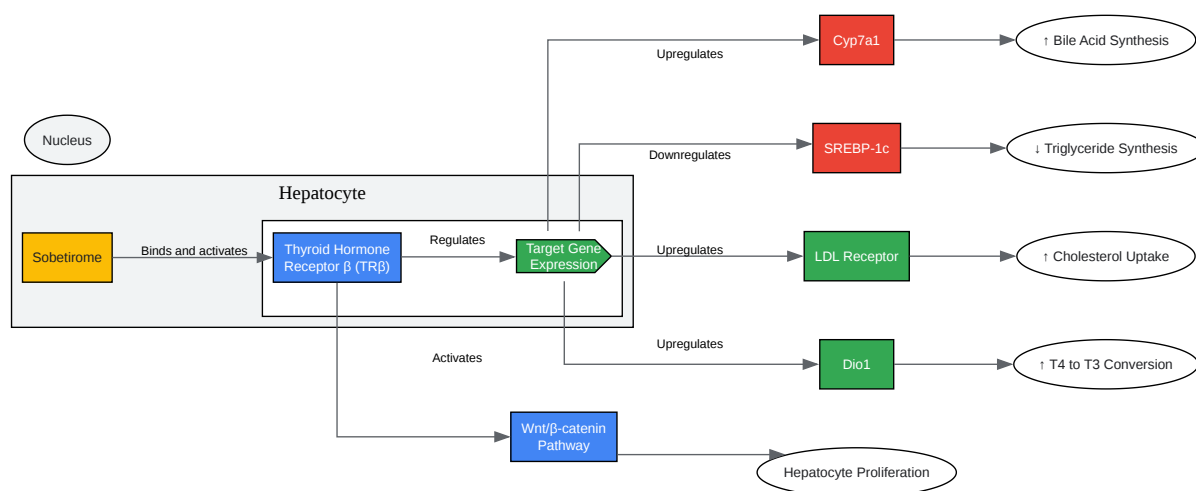 Cyp7a1
↑ Bile Acid Synthesis
Upregulates
Nucleus
SREBP-1c
↓ Triglyceride Synthesis
Downregulates
Hepatocyte
Sobetirome
Binds and activates
Thyroid Hormone
Receptor β (TRβ)
Regulates
Target Gene
Expression
Upregulates
LDL Receptor
↑ Cholesterol Uptake
Activates
Upregulates
Dio1
↑ T4 to T3 Conversion
Wnt/β-catenin
Pathway
Hepatocyte Proliferation